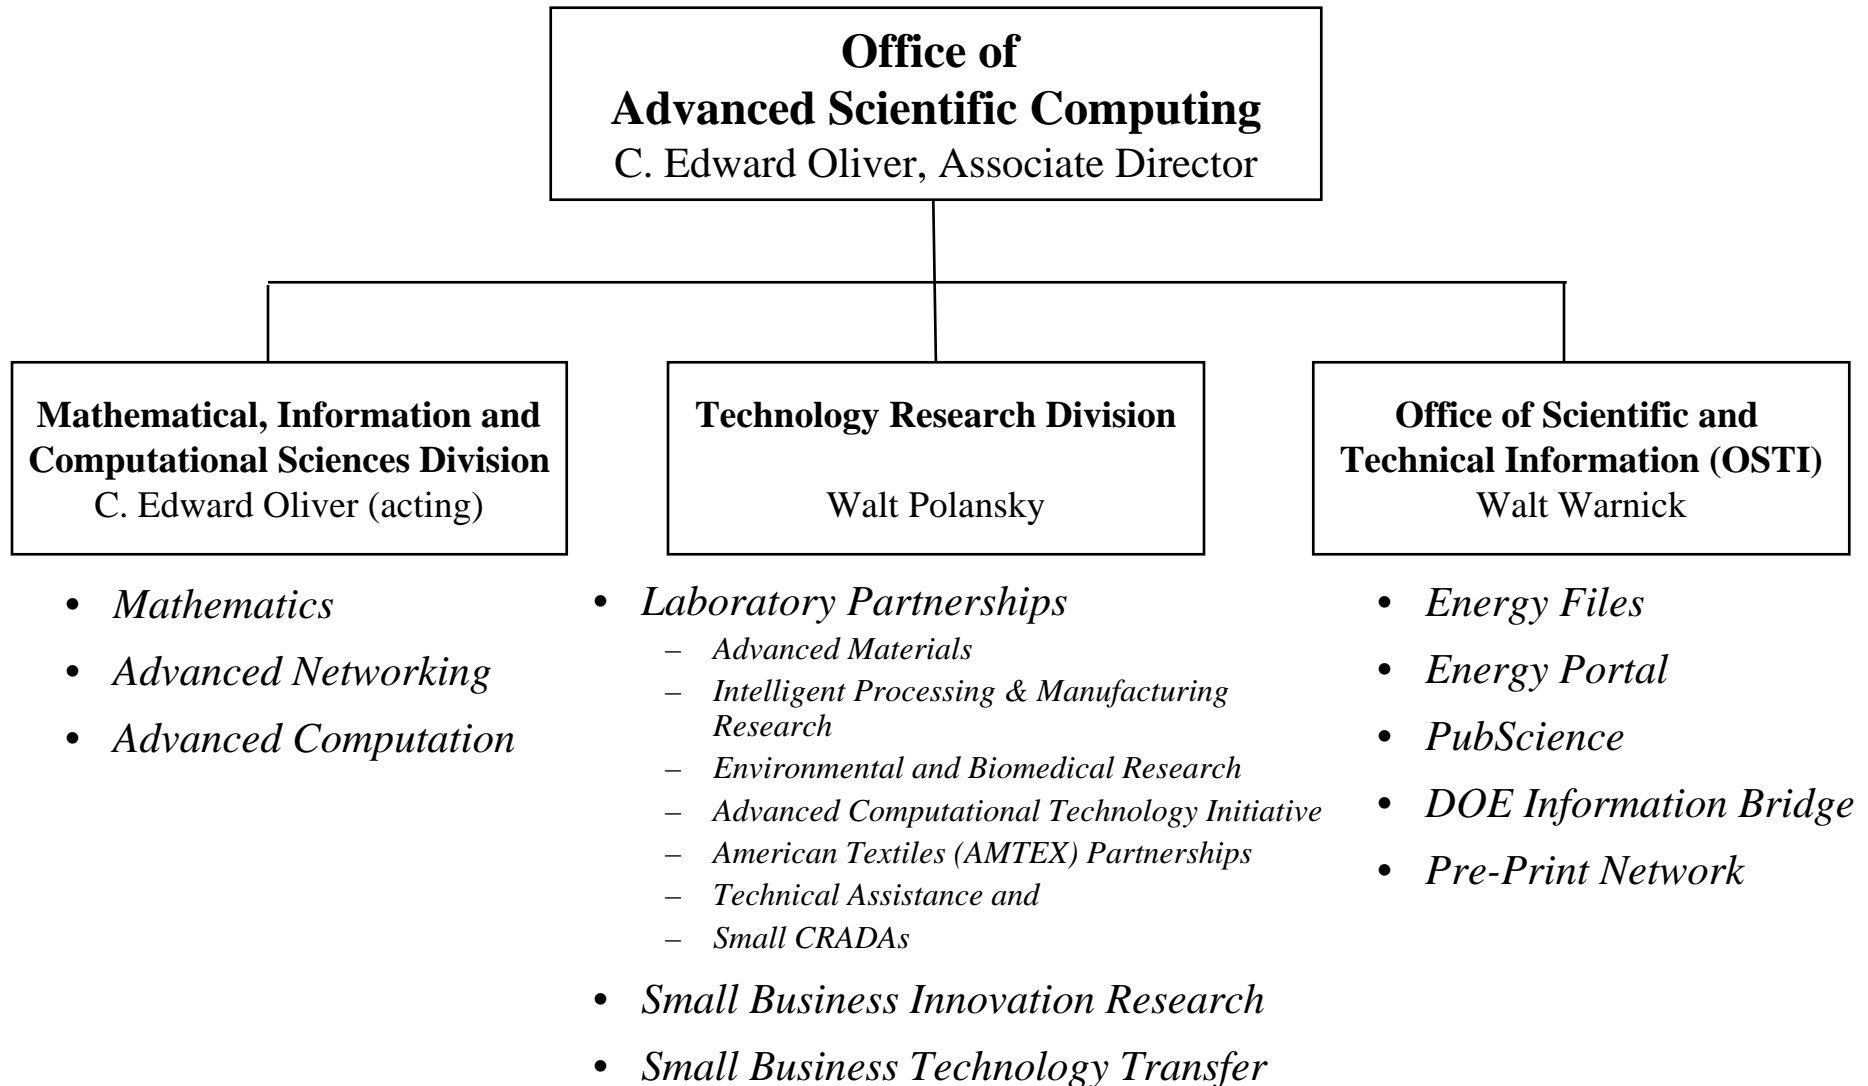 Office of
Advanced Scientific Computing
C. Edward Oliver, Associate Director
Mathematical, Information and
Computational Sciences Division
C. Edward Oliver (acting)
• Mathematics
• Advanced Networking
• Advanced Computation
Technology Research Division
Walt Polansky
• Laboratory Partnerships
– Advanced Materials
– Intelligent Processing & Manufacturing
Research
– Environmental and Biomedical Research
– Advanced Computational Technology Initiative
– American Textiles (AMTEX) Partnerships
– Technical Assistance and
– Small CRADAs
• Small Business Innovation Research
• Small Business Technology Transfer
Office of Scientific and
Technical Information (OSTI)
Walt Warnick
• Energy Files
• Energy Portal
• PubScience
• DOE Information Bridge
• Pre-Print Network